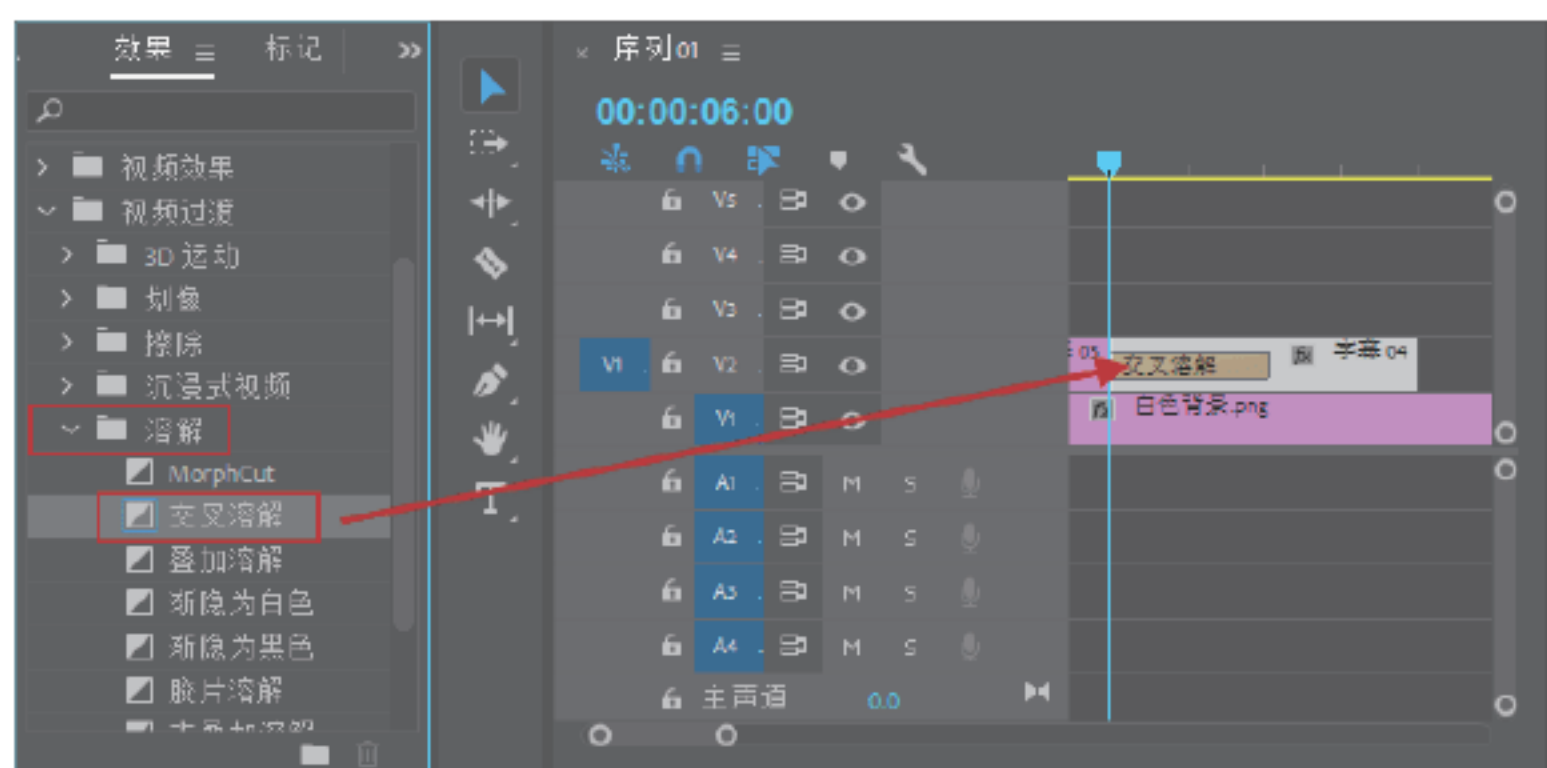 效果 标记
视频效果
视频过渡
3D 运动
划像
擦除
沉浸式视频
溶解
MorphCut
交叉溶解
叠加溶解
渐隐为白色
渐隐为黑色
胶片溶解
× 序列01
00:00:06:00
V5
V4
V3
V1 V2 05 交叉溶解 fx 字幕 04
V1 fx 白色背景.png
A1 M S
A2 M S
A3 M S
A4 M S
主声道 0.0